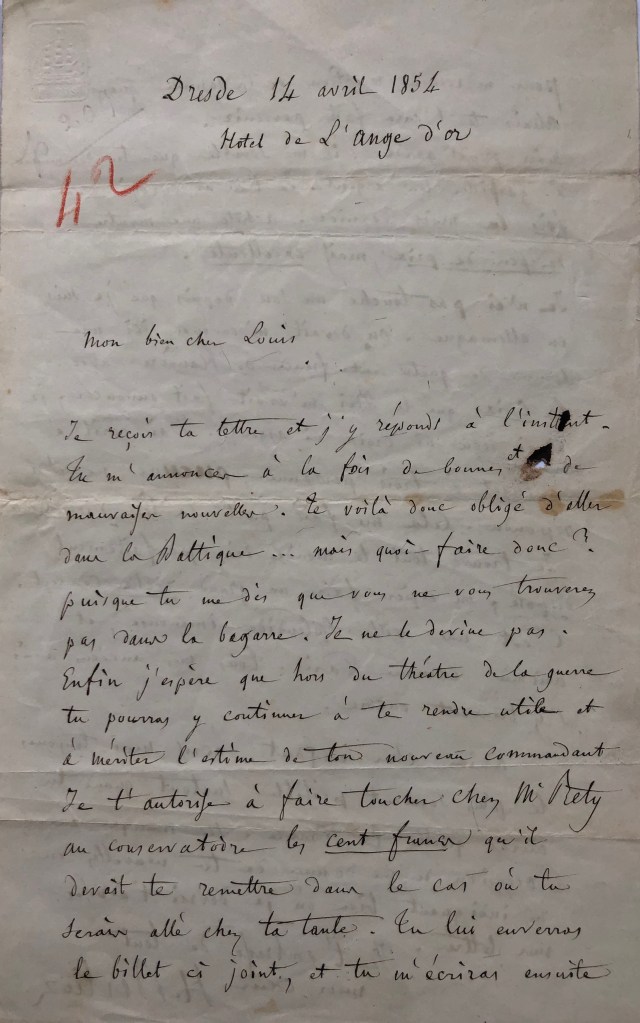 Dresde 14 avril 1854
Hotel de L'ange d'or
42
Mon bien cher Louis
Je reçois ta lettre et j'y réponds à l'instant.
Tu m'annonces à la fois de bonnes et de
mauvaises nouvelles. Te voilà donc obligé d'aller
dans la Baltique... mais quoi faire donc?
puisque tu me dis que vous ne vous trouverez
pas dans la bagarre. Je ne le devine pas.
Enfin j'espère que hors du théatre de la guerre
tu pourras y continuer à te rendre utile et
à mériter l'estime de ton nouveau commandant
Je t'autorise à faire toucher chez Mr Rety
au conservatoire les cent francs qu'il
devait te remettre dans le cas où tu
serais allé chez ta tante. Tu lui enverras
le billet ci joint, et tu m'écriras ensuite